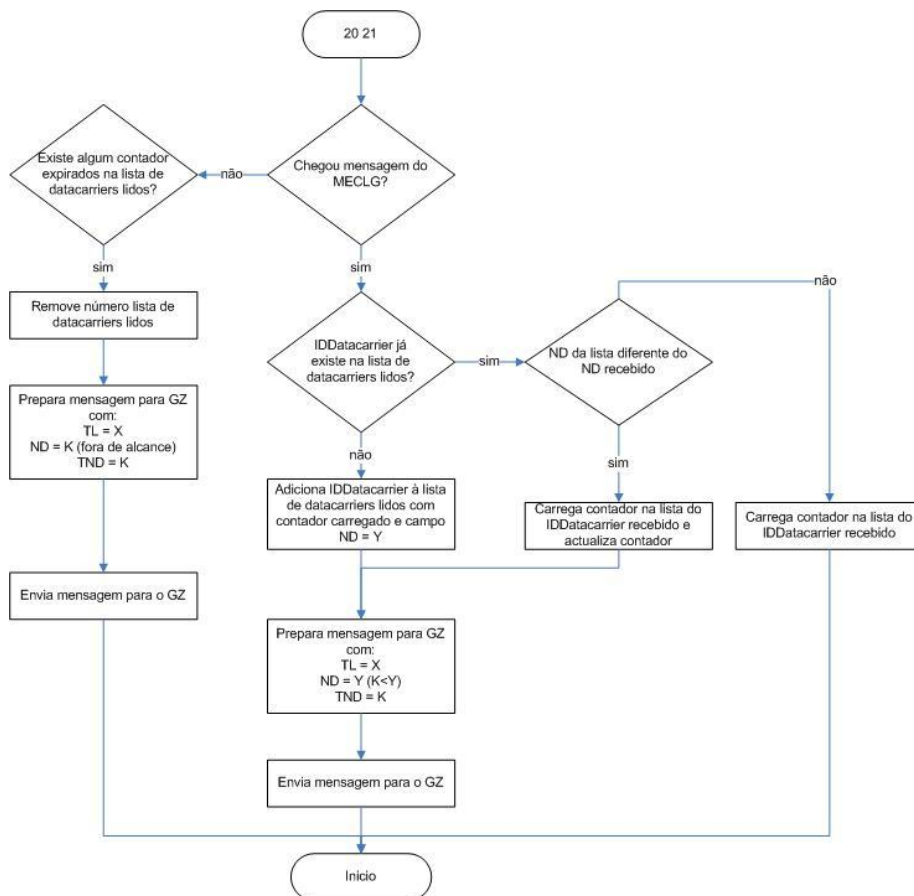 20 21
Existe algum contador
expirados na lista de
datacarriers lidos?
não
Chegou mensagem do
MECLG?
sim
sim
não
Remove número lista de
datacarriers lidos
IDDatacarrier já
existe na lista de
datacarriers lidos?
sim
ND da lista diferente do
ND recebido
Prepara mensagem para GZ
com:
TL = X
ND = K (fora de alcance)
TND = K
não
sim
Adiciona IDDatacarrier à lista
de datacarriers lidos com
contador carregado e campo
ND = Y
Carrega contador na lista do
IDDatacarrier recebido e
actualiza contador
Carrega contador na lista do
IDDatacarrier recebido
Envia mensagem para o GZ
Prepara mensagem para GZ
com:
TL = X
ND = Y (K<Y)
TND = K
Envia mensagem para o GZ
Inicio